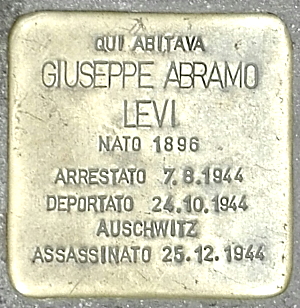 QUI ABITAVA
GIUSEPPE ABRAMO
LEVI
NATO 1896
ARRESTATO 7.8.1944
DEPORTATO 24.10.1944
AUSCHWITZ
ASSASSINATO 25.12.1944